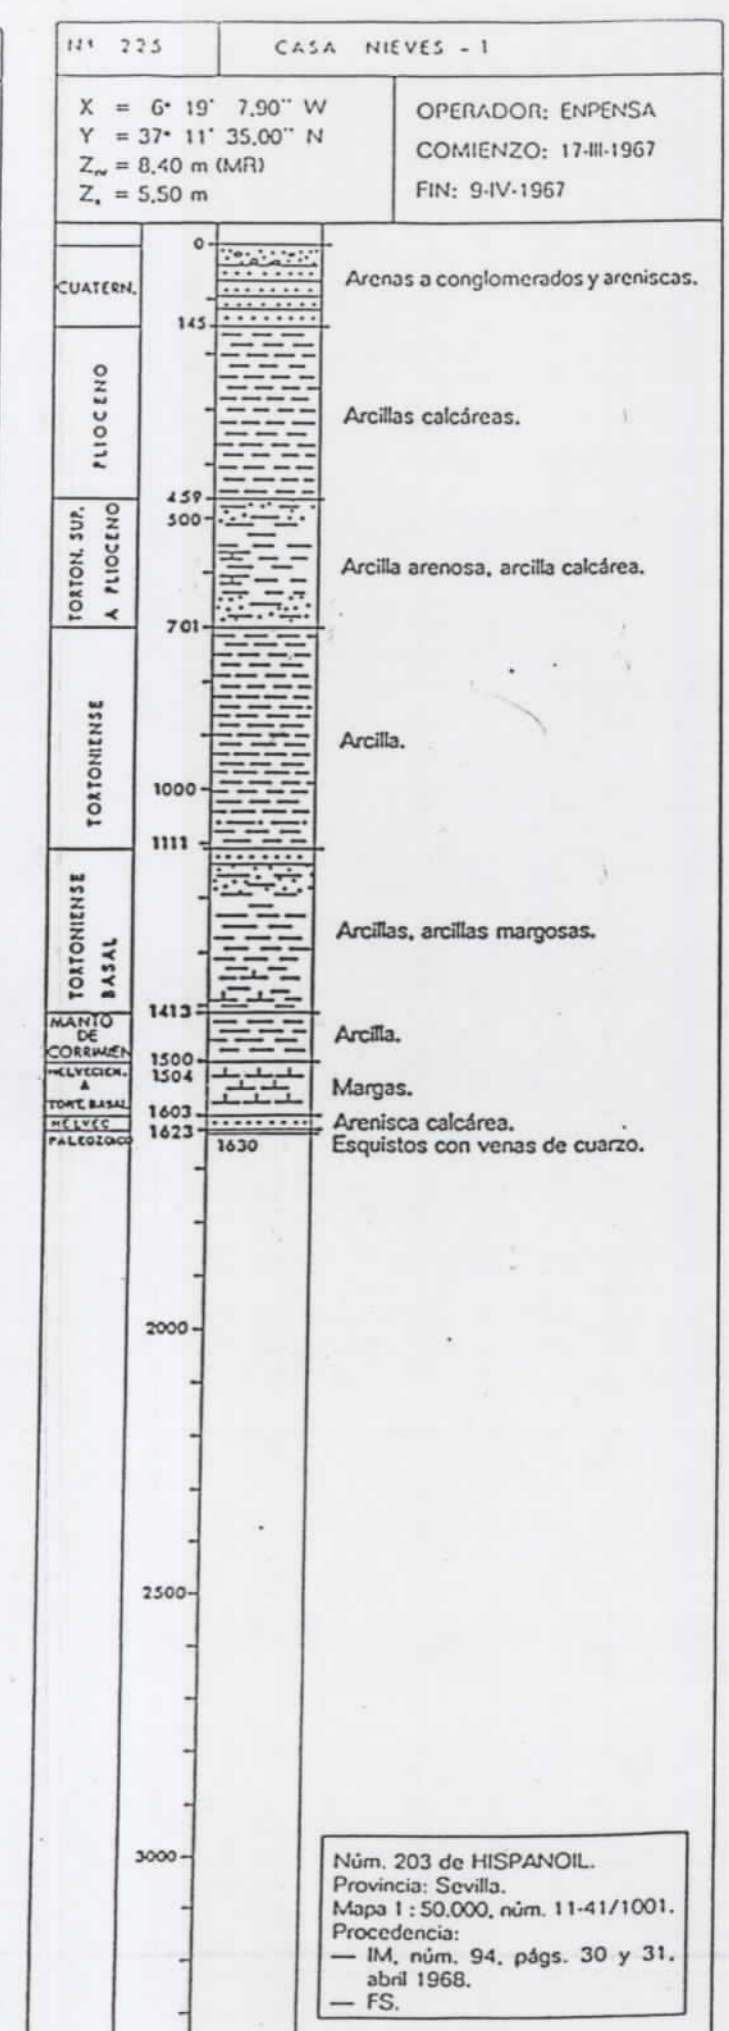 Nº 225
CASA NIEVES - 1
X = 6° 19' 7,90'' W
Y = 37° 11' 35,00'' N
Zₘ = 8,40 m (MR)
Zₛ = 5,50 m
OPERADOR: ENPENSA
COMIENZO: 17-III-1967
FIN: 9-IV-1967
0
CUATERN.
Arenas a conglomerados y areniscas.
145
PLIOCENO
Arcillas calcáreas.
459
500
TORTON. SUP.
A PLIOCENO
Arcilla arenosa, arcilla calcárea.
701
TORTONIENSE
Arcilla.
1000
1111
TORTONIENSE
BASAL
Arcillas, arcillas margosas.
1413
MANTO
DE
CORRIMIEN
Arcilla.
1500
1504
HELVECIEN.
A
TORT. BASAL
Margas.
1603
HELVEC
Arenisca calcárea.
1623
PALEOZOICO
1630
Esquistos con venas de cuarzo.
2000
2500
3000
Núm. 203 de HISPANOIL.
Provincia: Sevilla.
Mapa 1 : 50.000, núm. 11-41/1001.
Procedencia:
— IM, núm. 94, págs. 30 y 31,
abril 1968.
— FS.